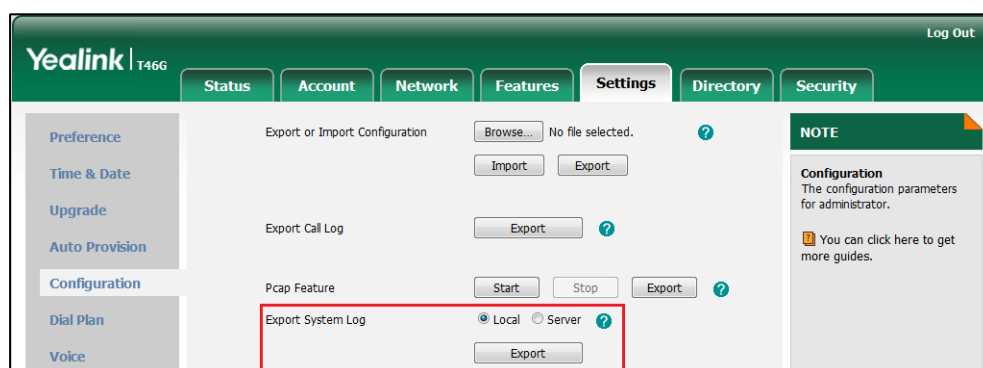 Log Out
Yealink | T46G
Status Account Network Features Settings Directory Security
Preference
Time & Date
Upgrade
Auto Provision
Configuration
Dial Plan
Voice
Export or Import Configuration Browse... No file selected. ?
Import Export
Export Call Log Export ?
Pcap Feature Start Stop Export ?
Export System Log Local Server ?
Export
NOTE
Configuration
The configuration parameters
for administrator.
? You can click here to get
more guides.